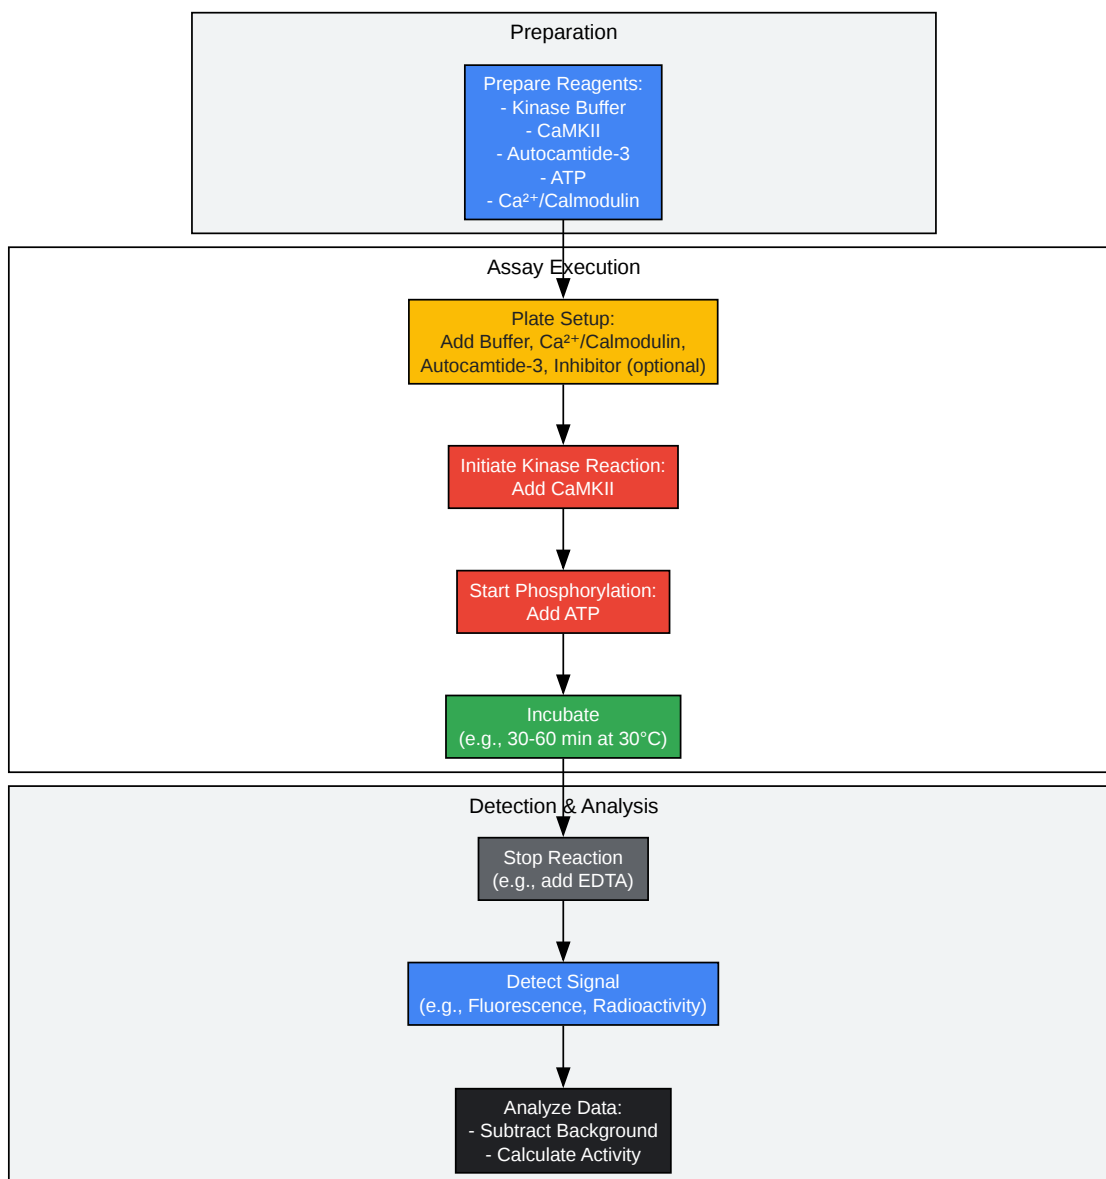 Preparation
Prepare Reagents:
- Kinase Buffer
- CaMKII
- Autocamtide-3
- ATP
- Ca²⁺/Calmodulin
Assay Execution
Plate Setup:
Add Buffer, Ca²⁺/Calmodulin,
Autocamtide-3, Inhibitor (optional)
Initiate Kinase Reaction:
Add CaMKII
Start Phosphorylation:
Add ATP
Incubate
(e.g., 30-60 min at 30°C)
Detection & Analysis
Stop Reaction
(e.g., add EDTA)
Detect Signal
(e.g., Fluorescence, Radioactivity)
Analyze Data:
- Subtract Background
- Calculate Activity